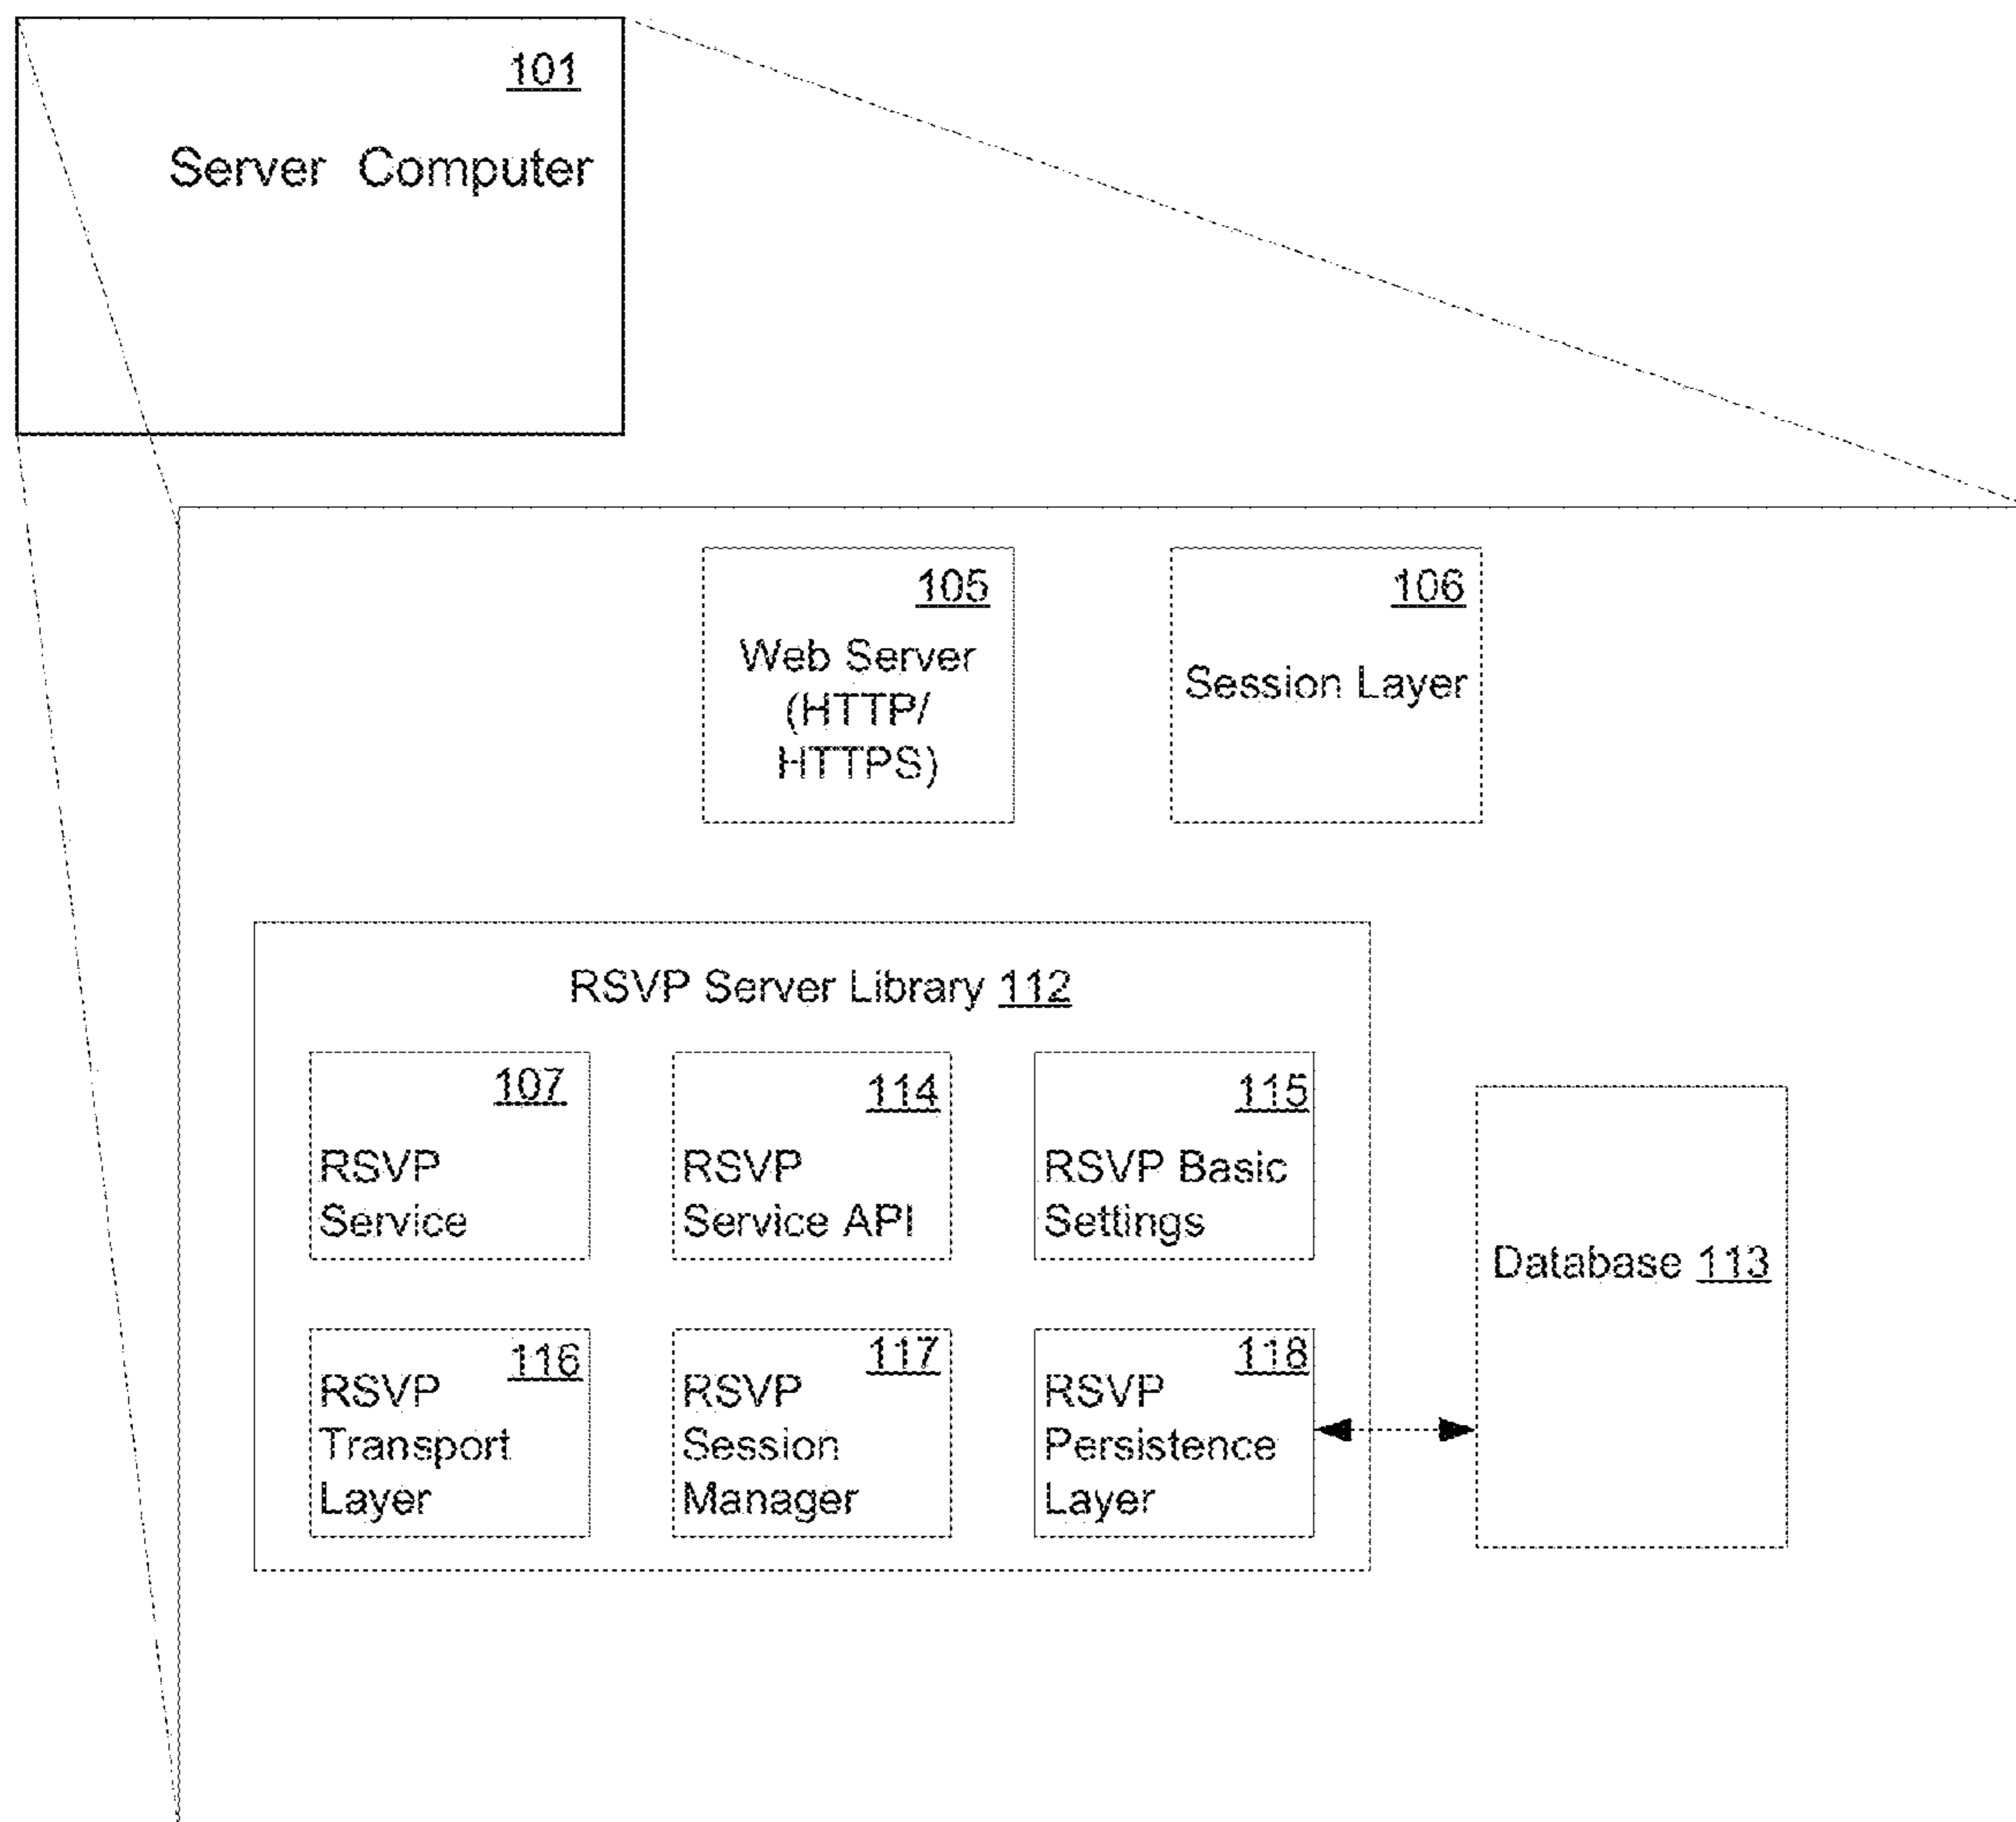 101
Server Computer
105
Web Server
(HTTP/
HTTPS)
106
Session Layer
RSVP Server Library 112
107
RSVP
Service
114
RSVP
Service API
115
RSVP Basic
Settings
116
RSVP
Transport
Layer
117
RSVP
Session
Manager
118
RSVP
Persistence
Layer
Database 113